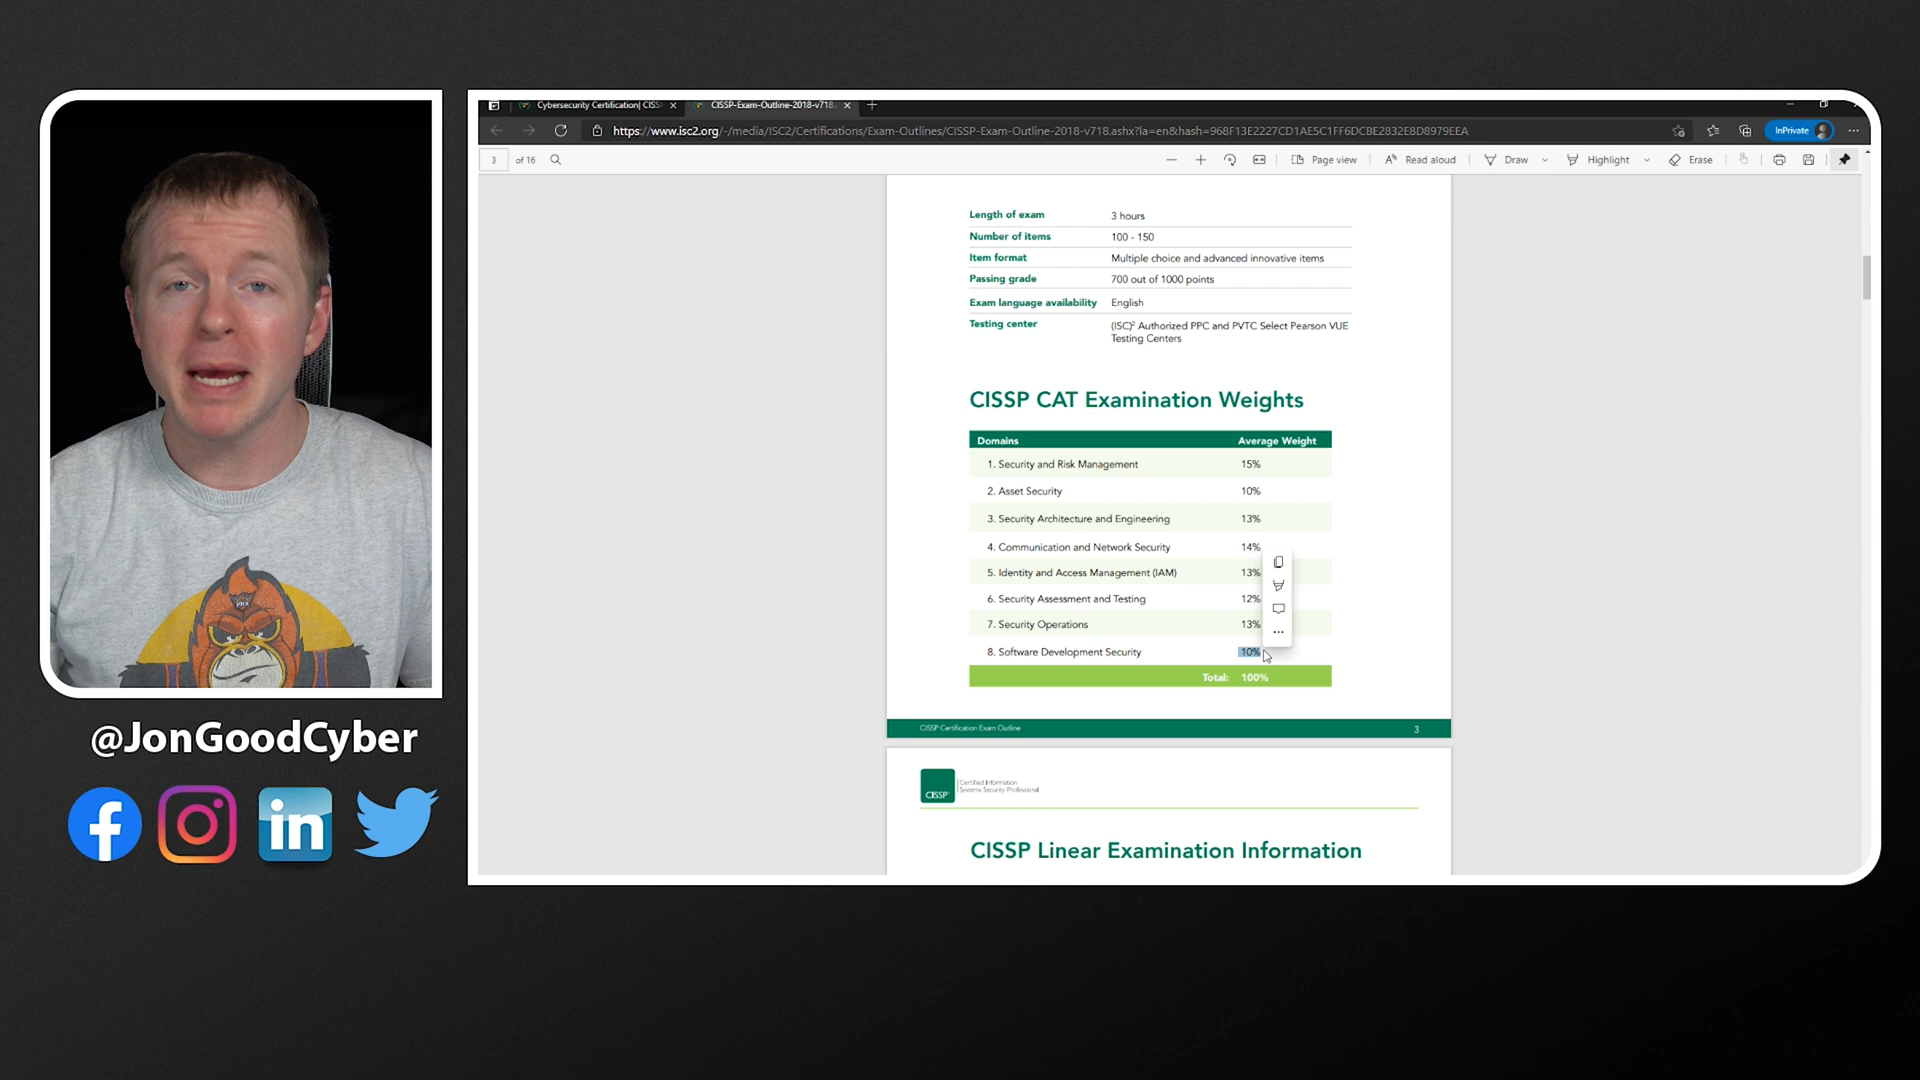 Cybersecurity Certification| CISS
CISSP-Exam-Outline-2018-v718.
https://www.isc2.org/-/media/ISC2/Certifications/Exam-Outlines/CISSP-Exam-Outline-2018-v718.ashx?la=en&hash=968F13E2227CD1AE5C1FF6DCBE2832E8D8979EEA
InPrivate
3 of 16
Page view
Read aloud
Draw
Highlight
Erase
Length of exam 3 hours
Number of items 100 - 150
Item format Multiple choice and advanced innovative items
Passing grade 700 out of 1000 points
Exam language availability English
Testing center (ISC)² Authorized PPC and PVTC Select Pearson VUE
Testing Centers
CISSP CAT Examination Weights
Domains Average Weight
1. Security and Risk Management 15%
2. Asset Security 10%
3. Security Architecture and Engineering 13%
4. Communication and Network Security 14%
5. Identity and Access Management (IAM) 13%
6. Security Assessment and Testing 12%
7. Security Operations 13%
8. Software Development Security 10%
Total: 100%
CISSP Certification Exam Outline 3
CISSP
Certified Information
Systems Security Professional
CISSP Linear Examination Information
@JonGoodCyber
f
in